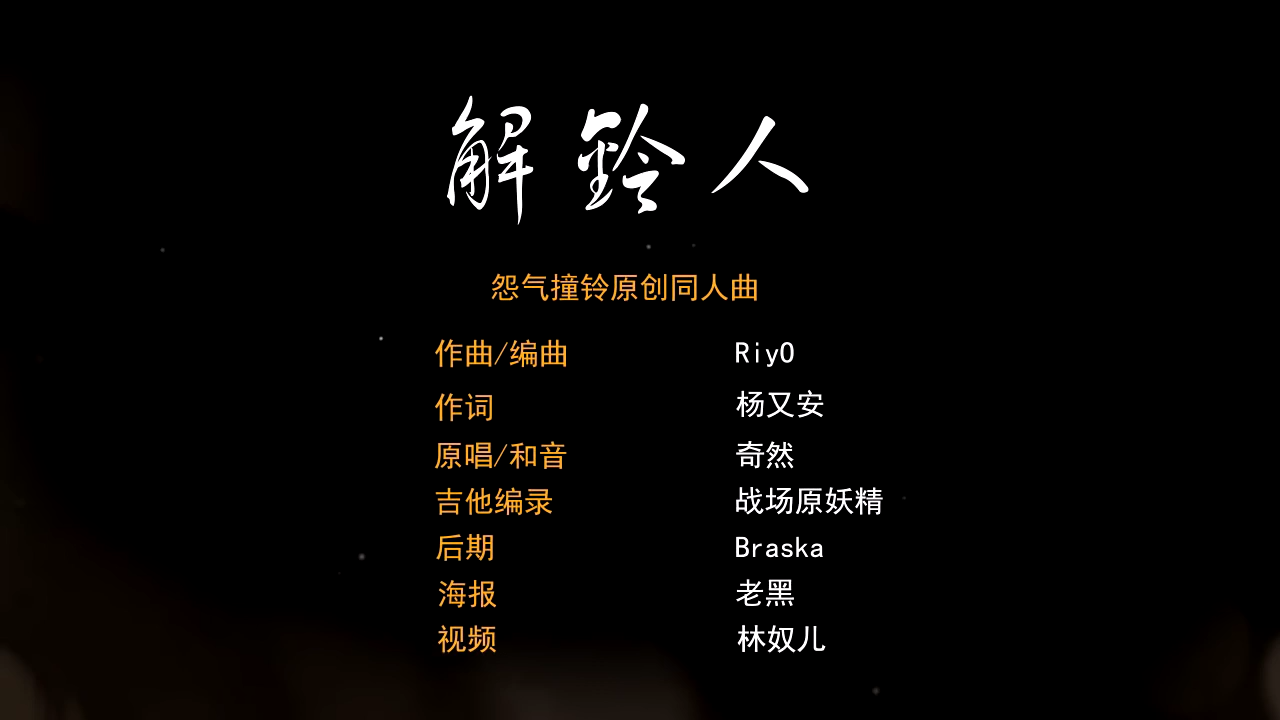 解鈴人
怨气撞铃原创同人曲
作曲/编曲 RiyO
作词 杨又安
原唱/和音 奇然
吉他编录 战场原妖精
后期 Braska
海报 老黑
视频 林奴儿